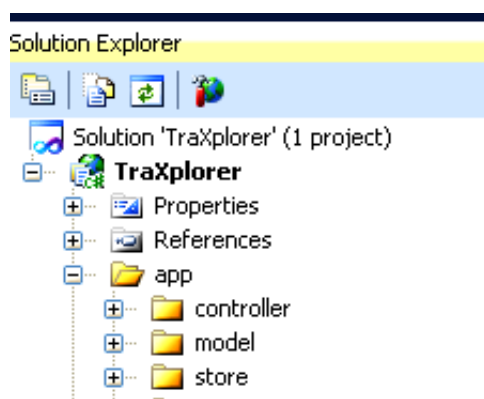 Solution Explorer
Solution 'TraXplorer' (1 project)
TraXplorer
Properties
References
app
controller
model
store